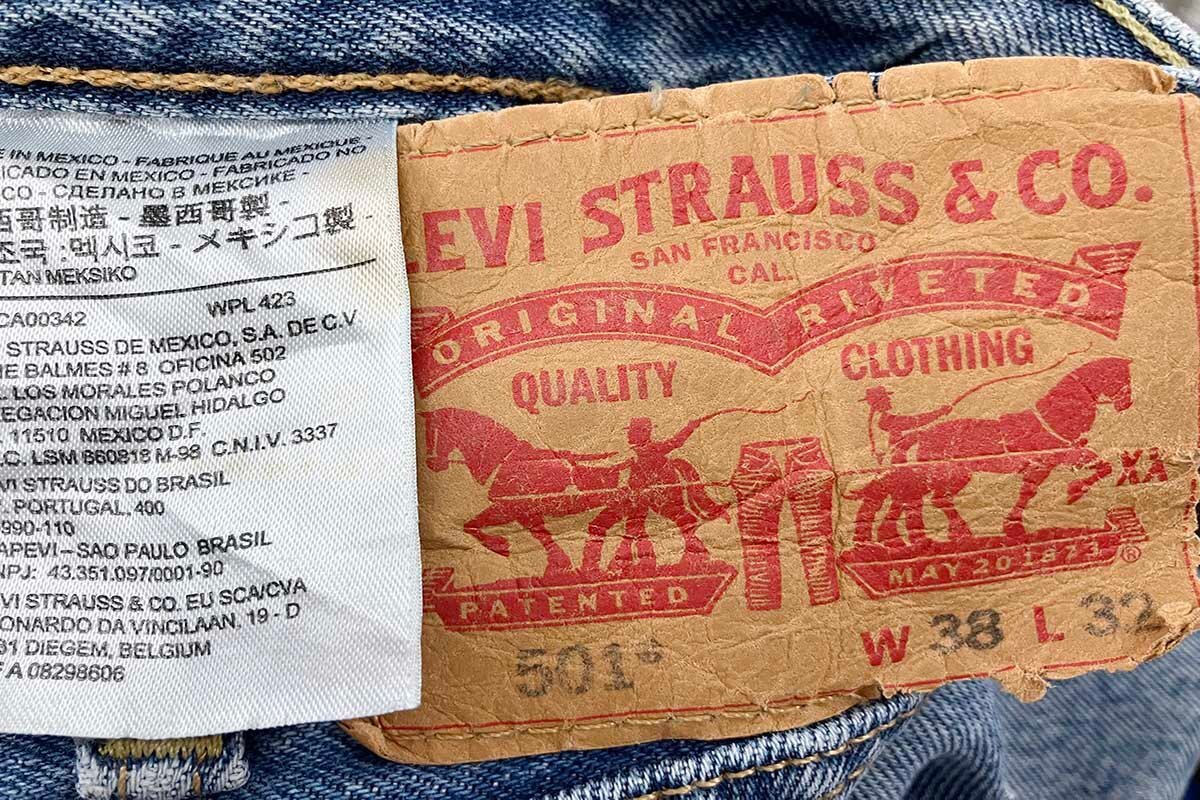 IN MEXICO - FABRIQUE AU MEXIQUE -
FABRICADO NO
ICADO EN MEXICO -
CO - СДЕЛАНО В МЕКСИКЕ -
西哥制造 - 墨西哥製 -
조국 : 멕시코 - メキシコ製 -
TAN MEKSIKO
CA00342 WPL 423
STRAUSS DE MEXICO, S.A. DE C.V
BALMES # 8 OFICINA 502
LOS MORALES POLANCO
EGACION MIGUEL HIDALGO
11510 MEXICO D.F.
C. LSM 660818 M-98 C.N.I.V. 3337
STRAUSS DO BRASIL
PORTUGAL, 400
990-110
APEVI – SAO PAULO BRASIL
NPJ: 43.351.097/0001-90
VI STRAUSS & CO. EU SCA/CVA
ONARDO DA VINCILAAN, 19 - D
31 DIEGEM, BELGIUM
F A 08298606
LEVI STRAUSS & CO.
SAN FRANCISCO
CAL.
ORIGINAL RIVETED
QUALITY CLOTHING
XX
PATENTED MAY 20 1873 ®
501* W 38 L 32